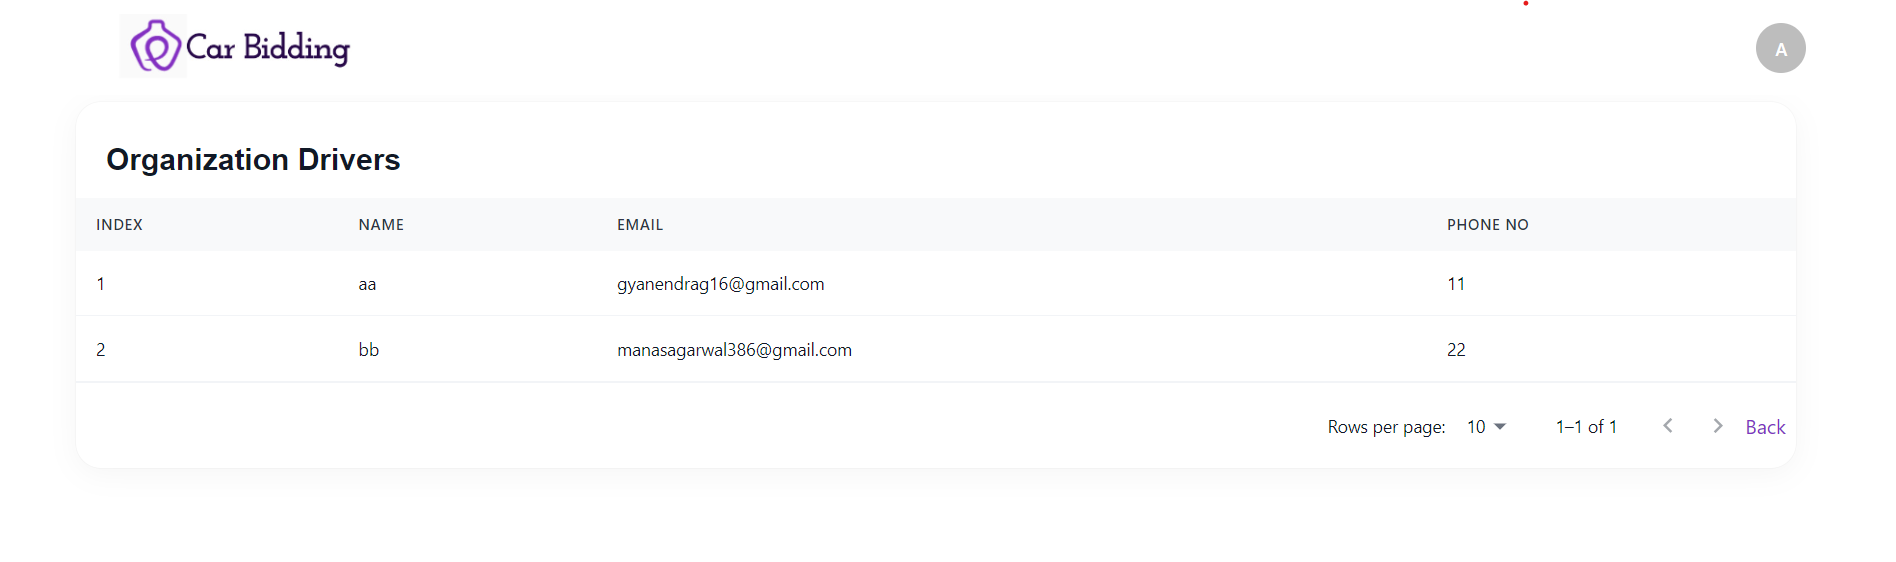 Car Bidding
A
Organization Drivers
INDEX NAME EMAIL PHONE NO
1 aa gyanendrag16@gmail.com 11
2 bb manasagarwal386@gmail.com 22
Rows per page: 10 1–1 of 1 Back